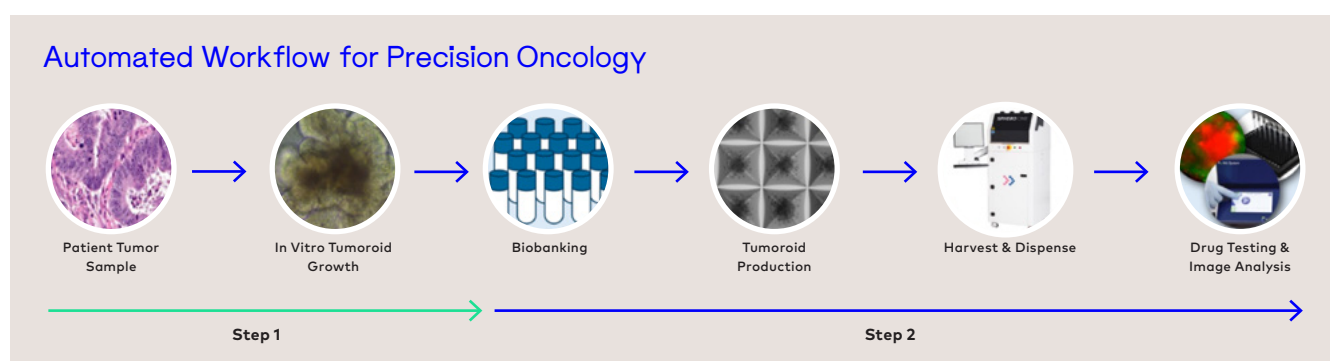 Automated Workflow for Precision Oncology
Patient Tumor
Sample
In Vitro Tumoroid
Growth
Biobanking
Tumoroid
Production
Harvest & Dispense
Drug Testing &
Image Analysis
Step 1
Step 2